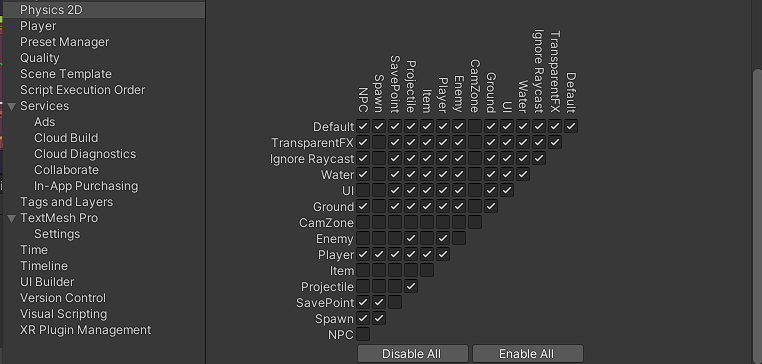 Physics 2D
Player
Preset Manager
Quality
Scene Template
Script Execution Order
Services
Ads
Cloud Build
Cloud Diagnostics
Collaborate
In-App Purchasing
Tags and Layers
TextMesh Pro
Settings
Time
Timeline
UI Builder
Version Control
Visual Scripting
XR Plugin Management
NPC
Spawn
SavePoint
Projectile
Item
Player
Enemy
CamZone
Ground
UI
Water
Ignore Raycast
TransparentFX
Default
Default
TransparentFX
Ignore Raycast
Water
UI
Ground
CamZone
Enemy
Player
Item
Projectile
SavePoint
Spawn
NPC
Disable All Enable All